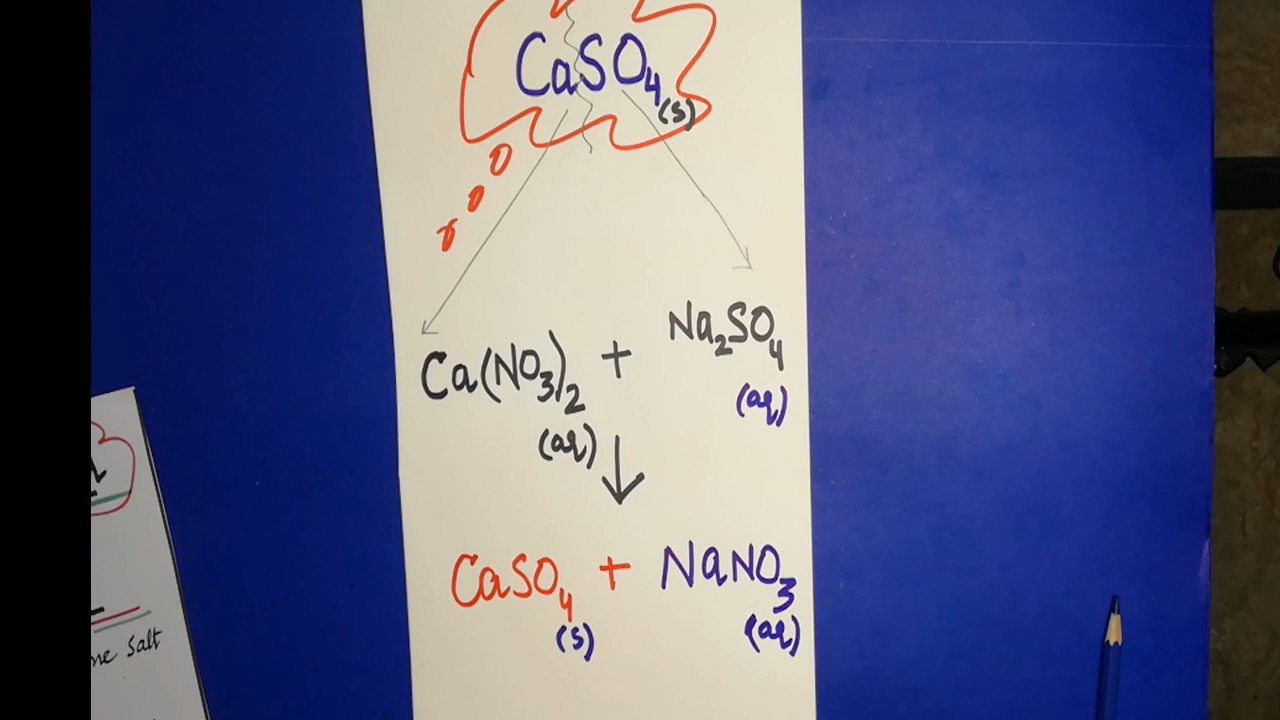 CaSO₄(s)
Ca(NO₃)₂(aq) + Na₂SO₄(aq)
CaSO₄(s) + NaNO₃(aq)
Salt